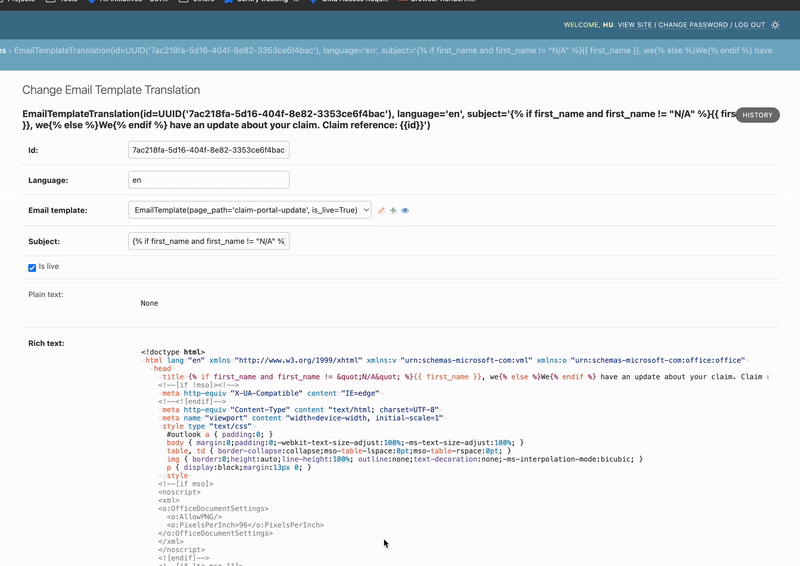 WELCOME, HU. VIEW SITE / CHANGE PASSWORD / LOG OUT
› EmailTemplateTranslation(id=UUID('7ac218fa-5d16-404f-8e82-3353ce6f4bac'), language='en', subject='{% if first_name and first_name != "N/A" %}{{ first_name }}, we{% else %}We{% endif %} have
Change Email Template Translation
EmailTemplateTranslation(id=UUID('7ac218fa-5d16-404f-8e82-3353ce6f4bac'), language='en', subject='{% if first_name and first_name != "N/A" %}{{ firs
}}, we{% else %}We{% endif %} have an update about your claim. Claim reference: {{id}}')
HISTORY
Id: 7ac218fa-5d16-404f-8e82-3353ce6f4bac
Language: en
Email template: EmailTemplate(page_path='claim-portal-update', is_live=True)
Subject: {% if first_name and first_name != "N/A" %}
Is live
Plain text:
None
Rich text:
<!doctype html>
html lang "en" xmlns "http://www.w3.org/1999/xhtml" xmlns:v "urn:schemas-microsoft-com:vml" xmlns:o "urn:schemas-microsoft-com:office:office"
head
title {% if first_name and first_name != &quot;N/A&quot; %}{{ first_name }}, we{% else %}We{% endif %} have an update about your claim. Claim
<!--[if !mso]><!-->
meta http-equiv "X-UA-Compatible" content "IE=edge"
<!--<![endif]-->
meta http-equiv "Content-Type" content "text/html; charset=UTF-8"
meta name "viewport" content "width=device-width, initial-scale=1"
style type "text/css"
#outlook a { padding:0; }
body { margin:0;padding:0;-webkit-text-size-adjust:100%;-ms-text-size-adjust:100%; }
table, td { border-collapse:collapse;mso-table-lspace:0pt;mso-table-rspace:0pt; }
img { border:0;height:auto;line-height:100%; outline:none;text-decoration:none;-ms-interpolation-mode:bicubic; }
p { display:block;margin:13px 0; }
style
<!--[if mso]>
<noscript>
<xml>
<o:OfficeDocumentSettings>
<o:AllowPNG/>
<o:PixelsPerInch>96</o:PixelsPerInch>
</o:OfficeDocumentSettings>
</xml>
</noscript>
<![endif]-->